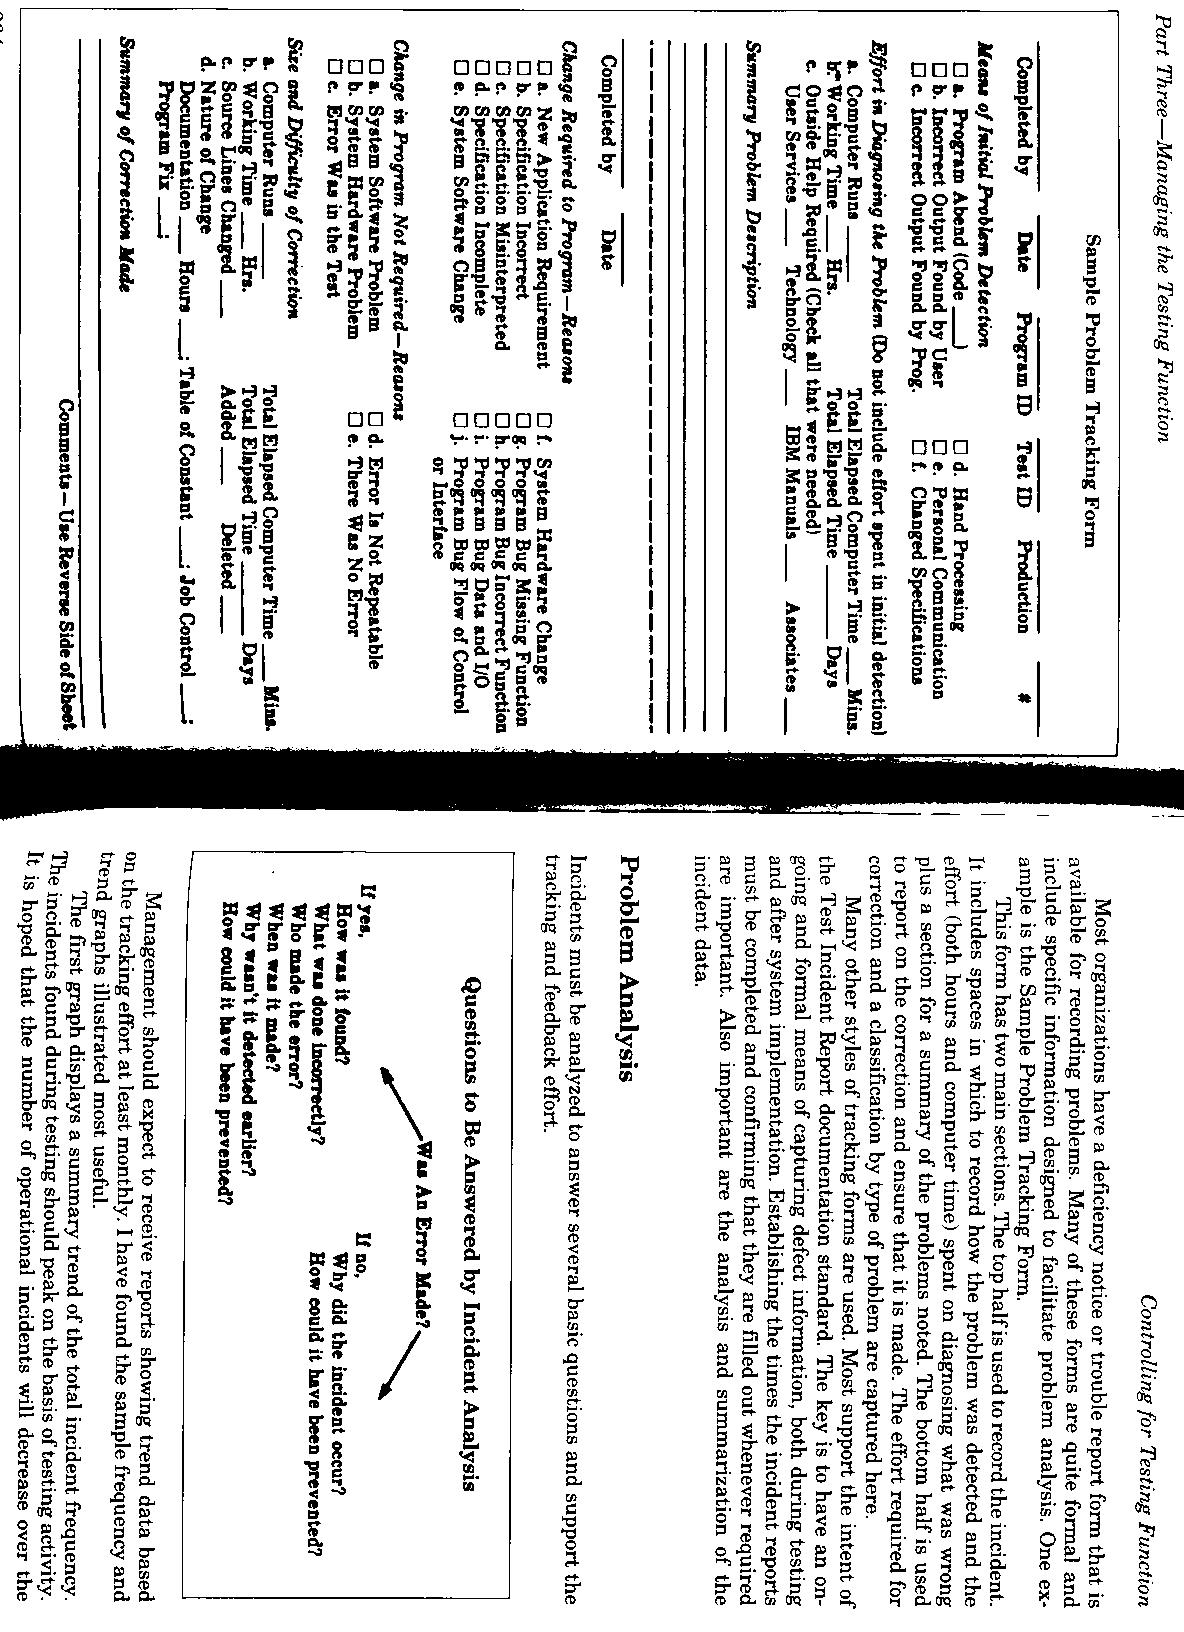 Part Three—Managing the Testing Function
Sample Problem Tracking Form
Completed by Date Program ID Test ID Production #
Means of Initial Problem Detection
□ a. Program Abend (Code ___) □ d. Hand Processing
□ b. Incorrect Output Found by User □ e. Personal Communication
□ c. Incorrect Output Found by Prog. □ f. Changed Specifications
Effort in Diagnosing the Problem (Do not include effort spent in initial detection)
a. Computer Runs ____ Total Elapsed Computer Time ___ Mins.
b. Working Time ___ Hrs. Total Elapsed Time ______ Days
c. Outside Help Required (Check all that were needed)
User Services ___ Technology ___ IBM Manuals ___ Associates ___
Summary Problem Description
Completed by Date
Change Required to Program—Reasons
□ a. New Application Requirement □ f. System Hardware Change
□ b. Specification Incorrect □ g. Program Bug Missing Function
□ c. Specification Misinterpreted □ h. Program Bug Incorrect Function
□ d. Specification Incomplete □ i. Program Bug Data and I/O
□ e. System Software Change □ j. Program Bug Flow of Control
or Interface
Change in Program Not Required—Reasons
□ a. System Software Problem □ d. Error Is Not Repeatable
□ b. System Hardware Problem □ e. There Was No Error
□ c. Error Was in the Test
Size and Difficulty of Correction
a. Computer Runs ____ Total Elapsed Computer Time ___ Mins.
b. Working Time ___ Hrs. Total Elapsed Time ______ Days
c. Source Lines Changed ___ Added ___ Deleted ___
d. Nature of Change
Documentation ___ Hours ___; Table of Constant ___; Job Control ___;
Program Fix ___;
Summary of Correction Made
Comments—Use Reverse Side of Sheet
Controlling for Testing Function
Most organizations have a deficiency notice or trouble report form that is
available for recording problems. Many of these forms are quite formal and
include specific information designed to facilitate problem analysis. One ex-
ample is the Sample Problem Tracking Form.
This form has two main sections. The top half is used to record the incident.
It includes spaces in which to record how the problem was detected and the
effort (both hours and computer time) spent on diagnosing what was wrong
plus a section for a summary of the problems noted. The bottom half is used
to report on the correction and ensure that it is made. The effort required for
correction and a classification by type of problem are captured here.
Many other styles of tracking forms are used. Most support the intent of
the Test Incident Report documentation standard. The key is to have an on-
going and formal means of capturing defect information, both during testing
and after system implementation. Establishing the times the incident reports
must be completed and confirming that they are filled out whenever required
are important. Also important are the analysis and summarization of the
incident data.
Problem Analysis
Incidents must be analyzed to answer several basic questions and support the
tracking and feedback effort.
Questions to Be Answered by Incident Analysis
Was An Error Made?
If yes,
How was it found?
What was done incorrectly?
Who made the error?
When was it made?
Why wasn't it detected earlier?
How could it have been prevented?
If no,
Why did the incident occur?
How could it have been prevented?
Management should expect to receive reports showing trend data based
on the tracking effort at least monthly. I have found the sample frequency and
trend graphs illustrated most useful.
The first graph displays a summary trend of the total incident frequency.
The incidents found during testing should peak on the basis of testing activity.
It is hoped that the number of operational incidents will decrease over the